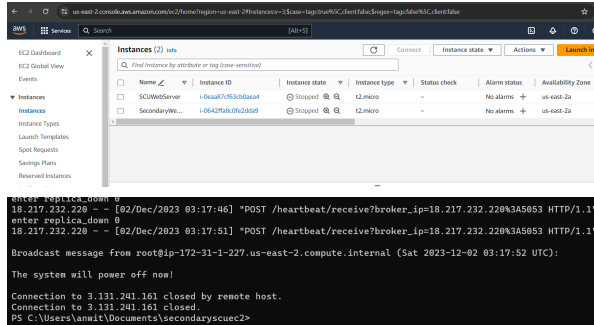 us-east-2.console.aws.amazon.com/ec2/home?region=us-east-2#Instances:v=3;$case=tags:true%5C,client:false;$regex=tags:false%5C,client:false
aws Services Search [Alt+S]
EC2 Dashboard
EC2 Global View
Events
Instances
Instances
Instance Types
Launch Templates
Spot Requests
Savings Plans
Reserved Instances
Instances (2) Info Connect Instance state Actions Launch in
Find Instance by attribute or tag (case-sensitive)
Name Instance ID Instance state Instance type Status check Alarm status Availability Zone
SCUWebServer i-0eaa87cf63cb0aea4 Stopped t2.micro – No alarms + us-east-2a
SecondaryWe... i-0642ffa8c0fe2dda9 Stopped t2.micro – No alarms + us-east-2a
enter replica_down 0
18.217.232.220 - - [02/Dec/2023 03:17:46] "POST /heartbeat/receive?broker_ip=18.217.232.220%3A5053 HTTP/1.1"
enter replica_down 0
18.217.232.220 - - [02/Dec/2023 03:17:51] "POST /heartbeat/receive?broker_ip=18.217.232.220%3A5053 HTTP/1.1"
Broadcast message from root@ip-172-31-1-227.us-east-2.compute.internal (Sat 2023-12-02 03:17:52 UTC):
The system will power off now!
Connection to 3.131.241.161 closed by remote host.
Connection to 3.131.241.161 closed.
PS C:\Users\anwit\Documents\secondaryscuec2>